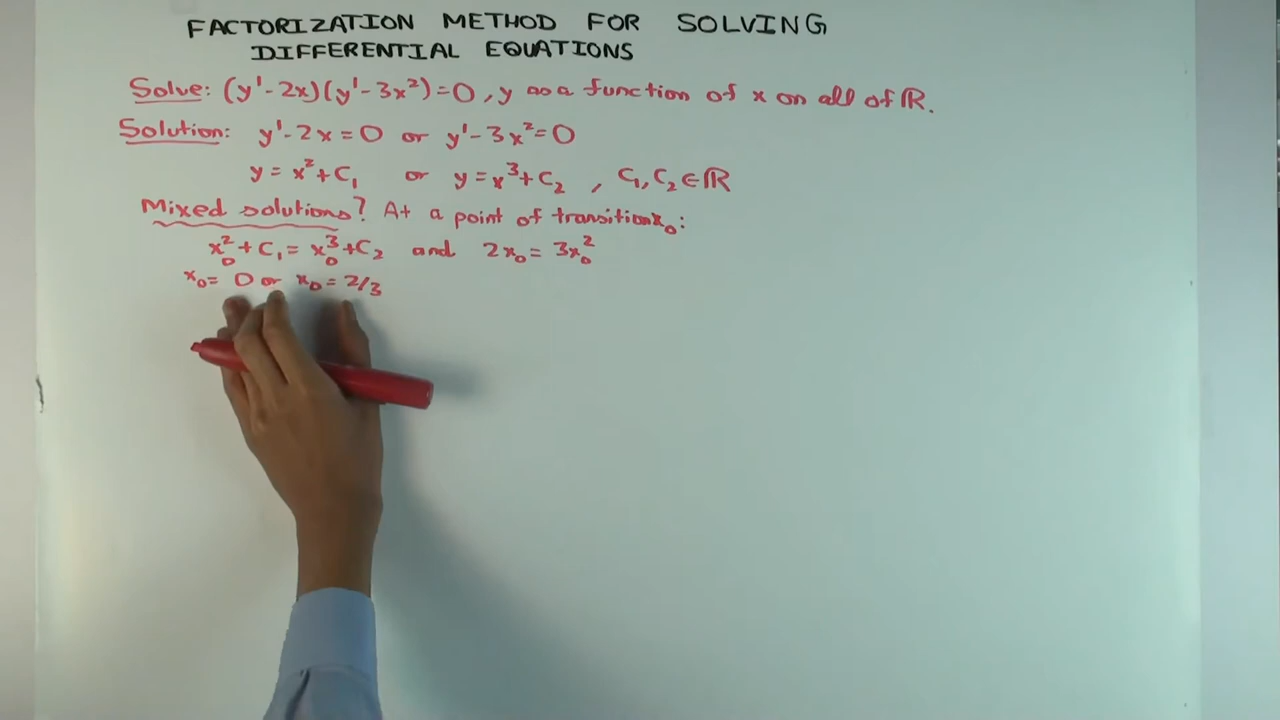 FACTORIZATION METHOD FOR SOLVING
DIFFERENTIAL EQUATIONS
Solve: (y' - 2x)(y' - 3x²) = 0, y as a function of x on all of ℝ.
Solution: y' - 2x = 0 or y' - 3x² = 0
y = x² + C₁ or y = x³ + C₂, C₁, C₂ ∈ ℝ
Mixed solutions? At a point of transition x₀:
x₀² + C₁ = x₀³ + C₂ and 2x₀ = 3x₀²
x₀ = 0 or x₀ = 2/3